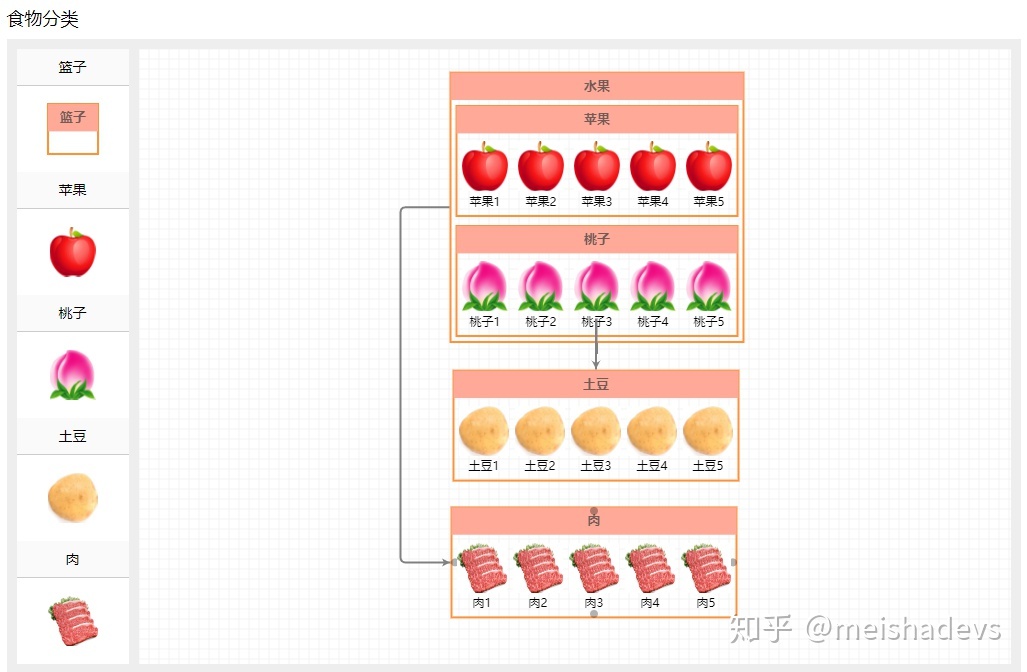 食物分类
篮子
篮子
苹果
桃子
土豆
肉
水果
苹果
苹果1 苹果2 苹果3 苹果4 苹果5
桃子
桃子1 桃子2 桃子3 桃子4 桃子5
土豆
土豆1 土豆2 土豆3 土豆4 土豆5
肉
肉1 肉2 肉3 肉4 肉5
知乎 @meishadevs